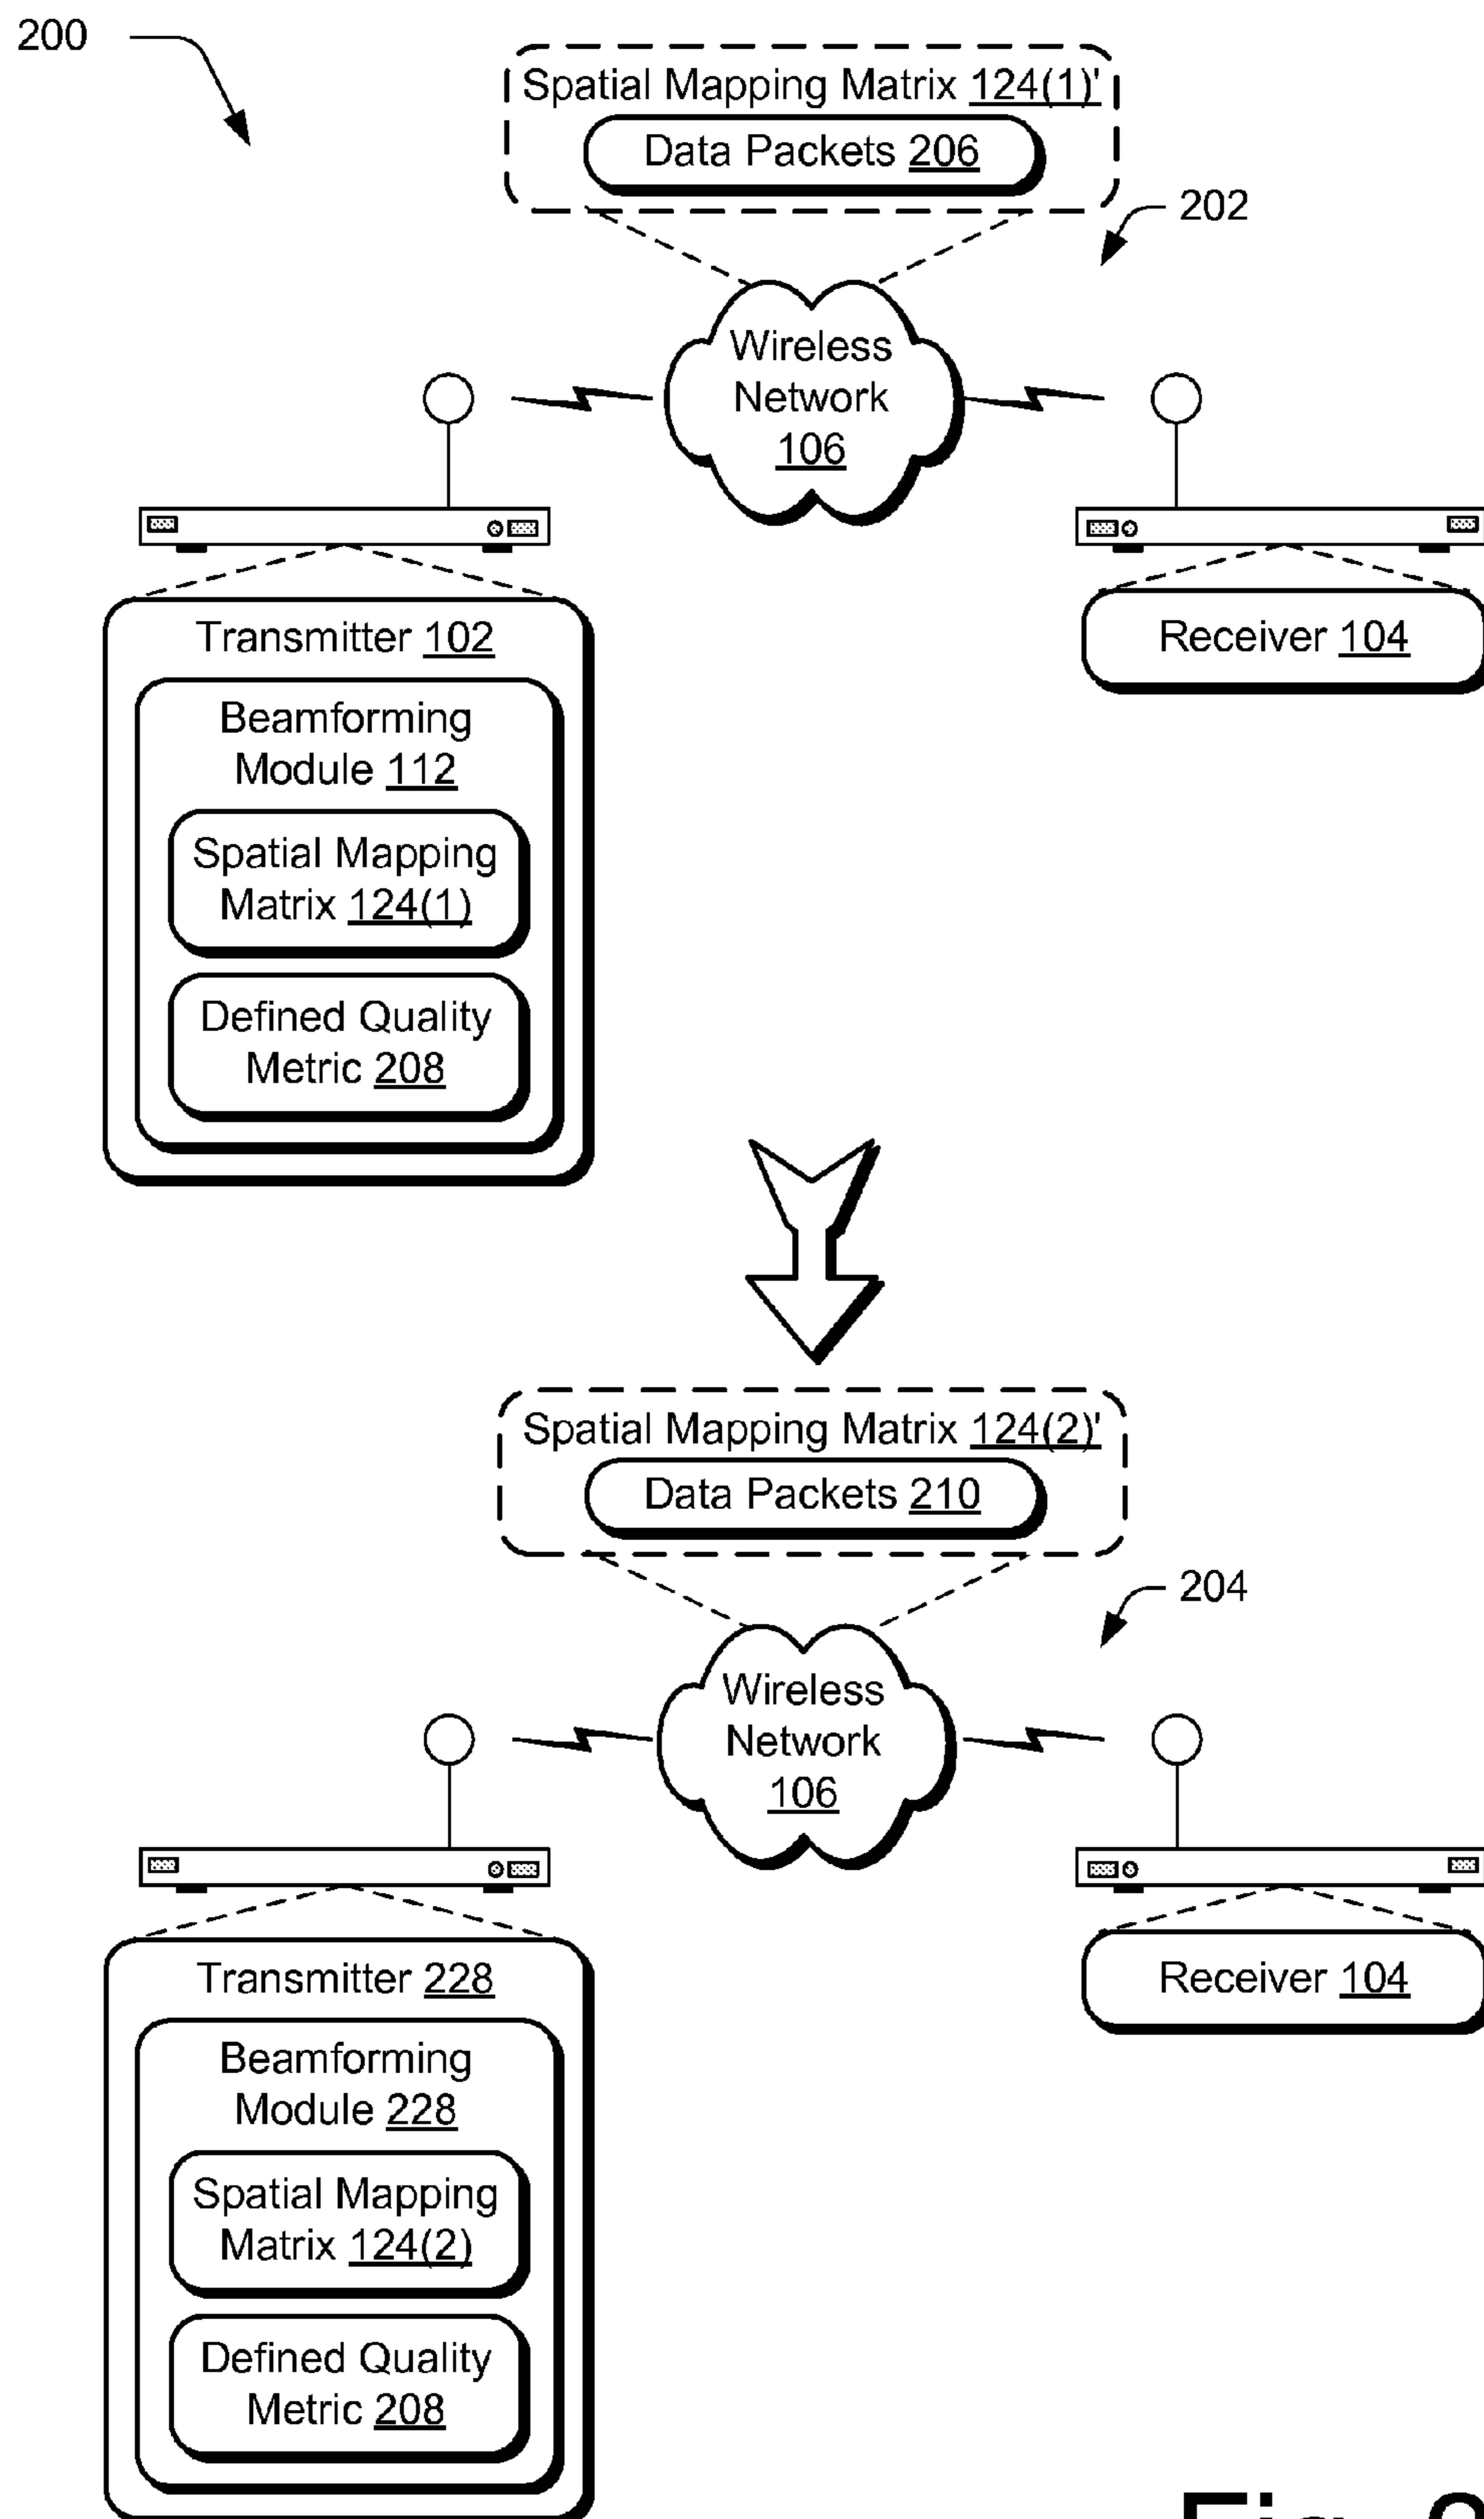 200
Spatial Mapping Matrix 124(1)'
Data Packets 206
202
Wireless
Network
106
Transmitter 102
Receiver 104
Beamforming
Module 112
Spatial Mapping
Matrix 124(1)
Defined Quality
Metric 208
Spatial Mapping Matrix 124(2)'
Data Packets 210
204
Wireless
Network
106
Transmitter 228
Receiver 104
Beamforming
Module 228
Spatial Mapping
Matrix 124(2)
Defined Quality
Metric 208